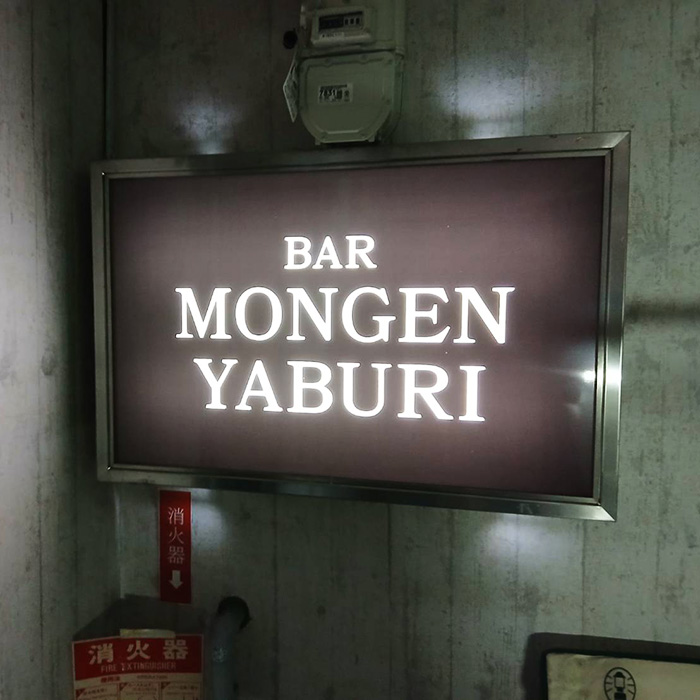 BAR
MONGEN
YABURI
消火器
消火器
FIRE EXTINGUISHER